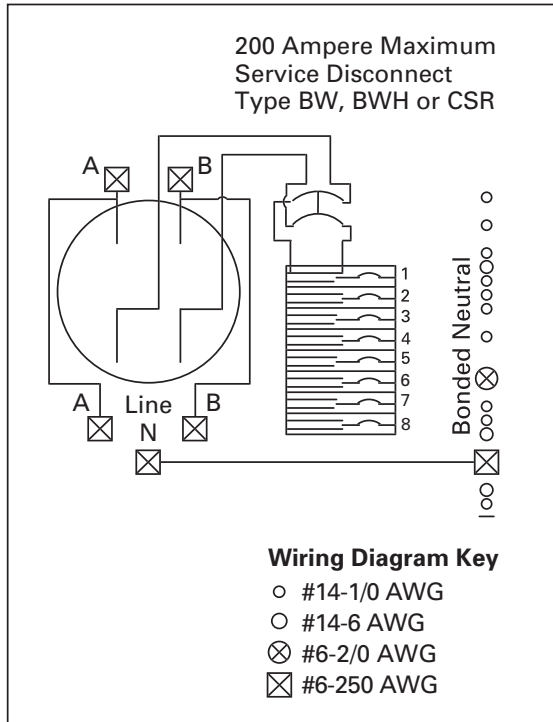 200 Ampere Maximum
Service Disconnect
Type BW, BWH or CSR
A
B
1
2
3
4
5
6
7
8
Bonded Neutral
A
Line
B
N
Wiring Diagram Key
#14-1/0 AWG
#14-6 AWG
#6-2/0 AWG
#6-250 AWG